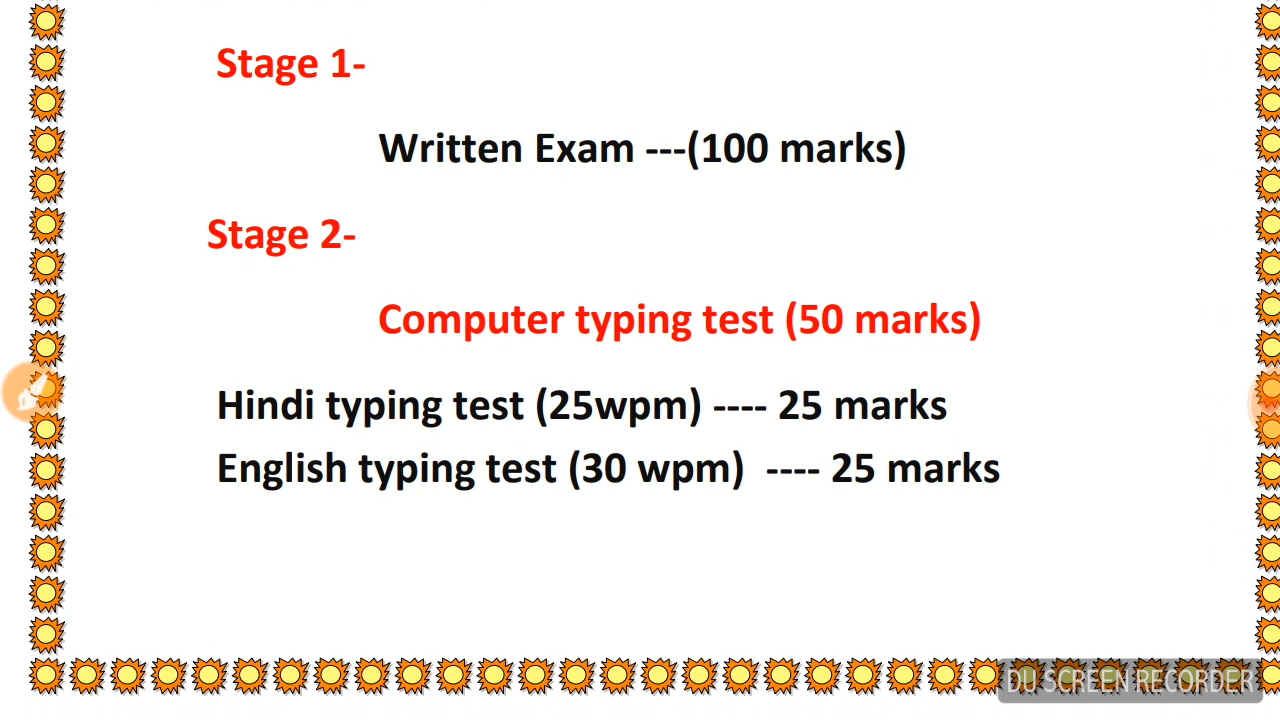 Stage 1-
Written Exam ---(100 marks)
Stage 2-
Computer typing test (50 marks)
Hindi typing test (25wpm) ---- 25 marks
English typing test (30 wpm)  ---- 25 marks
DU SCREEN RECORDER